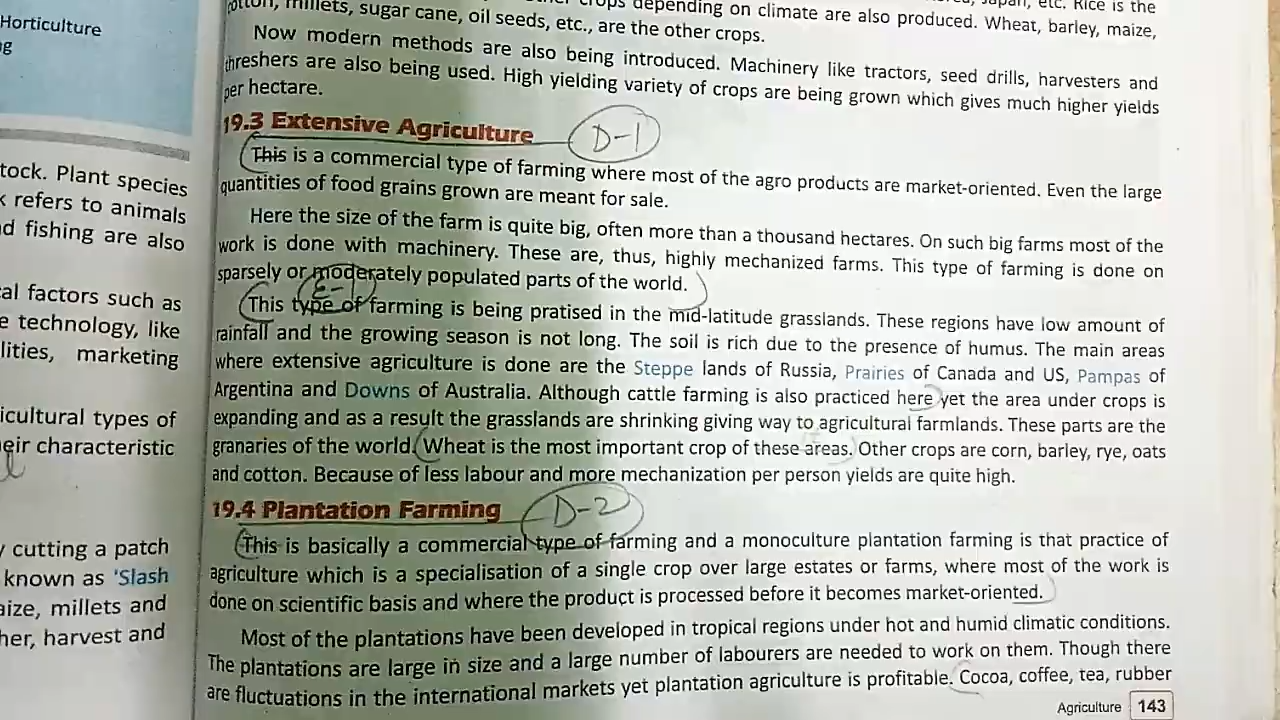 Horticulture
tock. Plant species
refers to animals
d fishing are also
al factors such as
e technology, like
lities, marketing
icultural types of
eir characteristic
y cutting a patch
known as 'Slash
aize, millets and
her, harvest and
crops depending on climate are also produced. Wheat, barley, maize,
cotton, millets, sugar cane, oil seeds, etc., are the other crops.
Now modern methods are also being introduced. Machinery like tractors, seed drills, harvesters and
threshers are also being used. High yielding variety of crops are being grown which gives much higher yields
per hectare.
19.3 Extensive Agriculture D-1
This is a commercial type of farming where most of the agro products are market-oriented. Even the large
quantities of food grains grown are meant for sale.
Here the size of the farm is quite big, often more than a thousand hectares. On such big farms most of the
work is done with machinery. These are, thus, highly mechanized farms. This type of farming is done on
sparsely or moderately populated parts of the world.
E-1
This type of farming is being pratised in the mid-latitude grasslands. These regions have low amount of
rainfall and the growing season is not long. The soil is rich due to the presence of humus. The main areas
where extensive agriculture is done are the Steppe lands of Russia, Prairies of Canada and US, Pampas of
Argentina and Downs of Australia. Although cattle farming is also practiced here yet the area under crops is
expanding and as a result the grasslands are shrinking giving way to agricultural farmlands. These parts are the
granaries of the world. Wheat is the most important crop of these areas. Other crops are corn, barley, rye, oats
and cotton. Because of less labour and more mechanization per person yields are quite high.
19.4 Plantation Farming D-2
This is basically a commercial type of farming and a monoculture plantation farming is that practice of
agriculture which is a specialisation of a single crop over large estates or farms, where most of the work is
done on scientific basis and where the product is processed before it becomes market-oriented.
Most of the plantations have been developed in tropical regions under hot and humid climatic conditions.
The plantations are large in size and a large number of labourers are needed to work on them. Though there
are fluctuations in the international markets yet plantation agriculture is profitable. Cocoa, coffee, tea, rubber
Agriculture 143